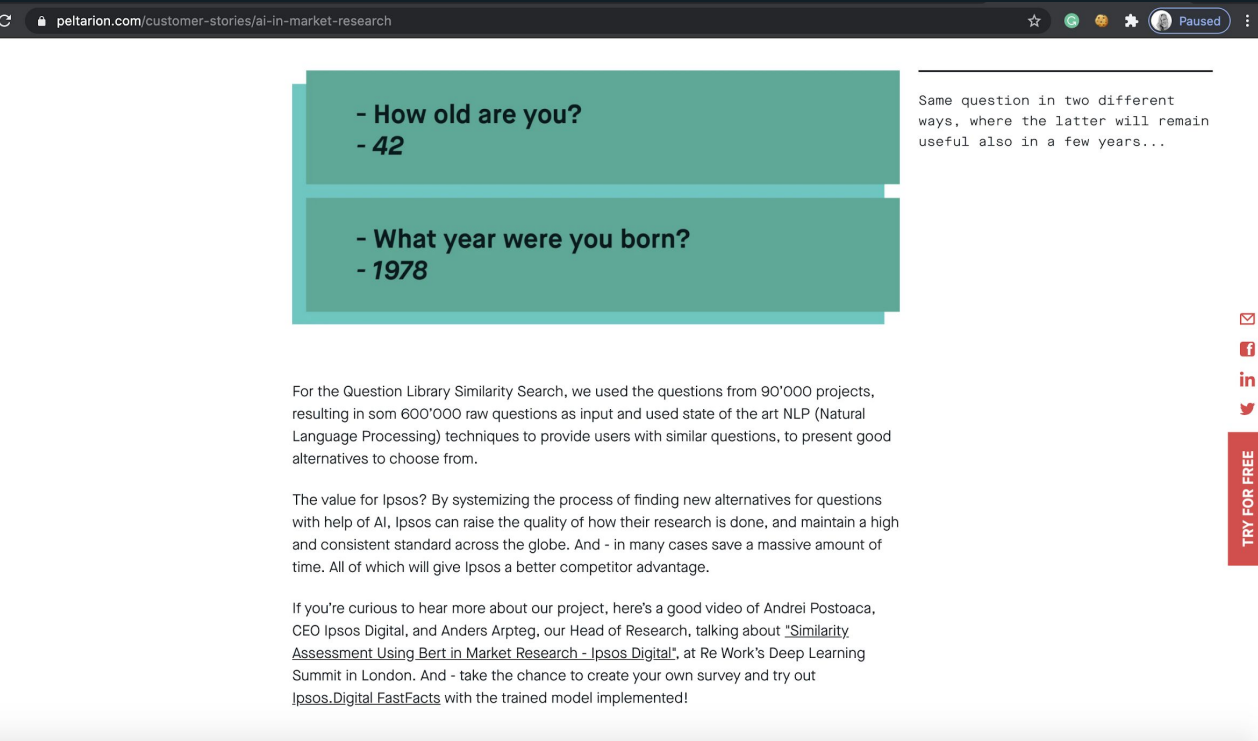 peltarion.com/customer-stories/ai-in-market-research
Paused
- How old are you?
- 42
- What year were you born?
- 1978
Same question in two different
ways, where the latter will remain
useful also in a few years...
For the Question Library Similarity Search, we used the questions from 90'000 projects,
resulting in som 600'000 raw questions as input and used state of the art NLP (Natural
Language Processing) techniques to provide users with similar questions, to present good
alternatives to choose from.
The value for Ipsos? By systemizing the process of finding new alternatives for questions
with help of AI, Ipsos can raise the quality of how their research is done, and maintain a high
and consistent standard across the globe. And - in many cases save a massive amount of
time. All of which will give Ipsos a better competitor advantage.
If you're curious to hear more about our project, here's a good video of Andrei Postoaca,
CEO Ipsos Digital, and Anders Arpteg, our Head of Research, talking about "Similarity
Assessment Using Bert in Market Research - Ipsos Digital", at Re Work's Deep Learning
Summit in London. And - take the chance to create your own survey and try out
Ipsos.Digital FastFacts with the trained model implemented!
TRY FOR FREE